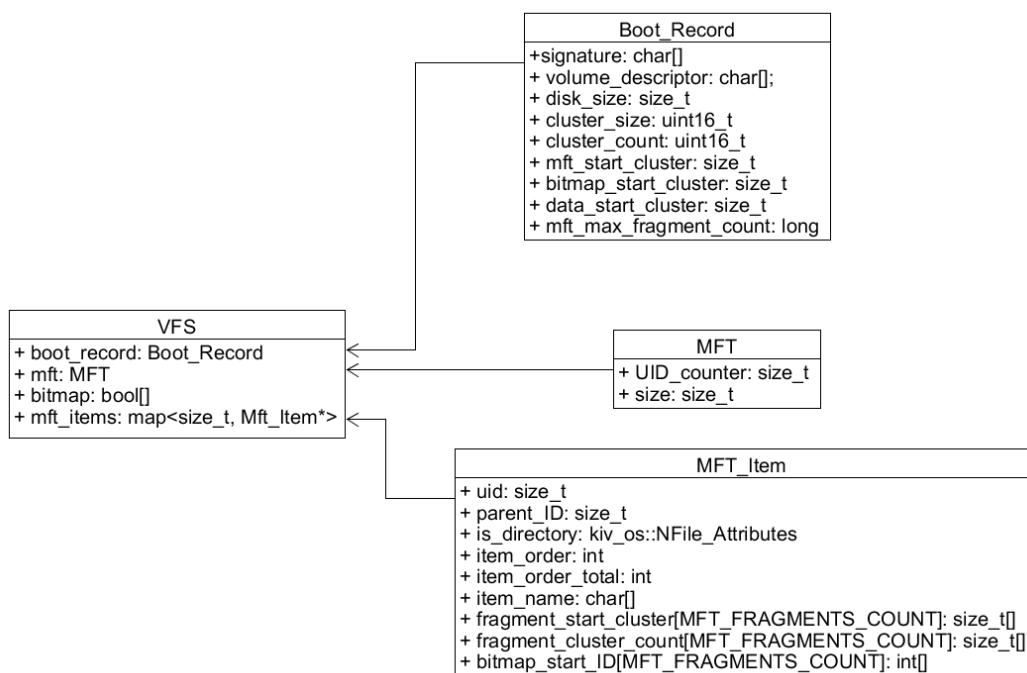 Boot_Record
+signature: char[]
+ volume_descriptor: char[];
+ disk_size: size_t
+ cluster_size: uint16_t
+ cluster_count: uint16_t
+ mft_start_cluster: size_t
+ bitmap_start_cluster: size_t
+ data_start_cluster: size_t
+ mft_max_fragment_count: long
VFS
+ boot_record: Boot_Record
+ mft: MFT
+ bitmap: bool[]
+ mft_items: map<size_t, Mft_Item*>
MFT
+ UID_counter: size_t
+ size: size_t
MFT_Item
+ uid: size_t
+ parent_ID: size_t
+ is_directory: kiv_os::NFile_Attributes
+ item_order: int
+ item_order_total: int
+ item_name: char[]
+ fragment_start_cluster[MFT_FRAGMENTS_COUNT]: size_t[]
+ fragment_cluster_count[MFT_FRAGMENTS_COUNT]: size_t[]
+ bitmap_start_ID[MFT_FRAGMENTS_COUNT]: int[]